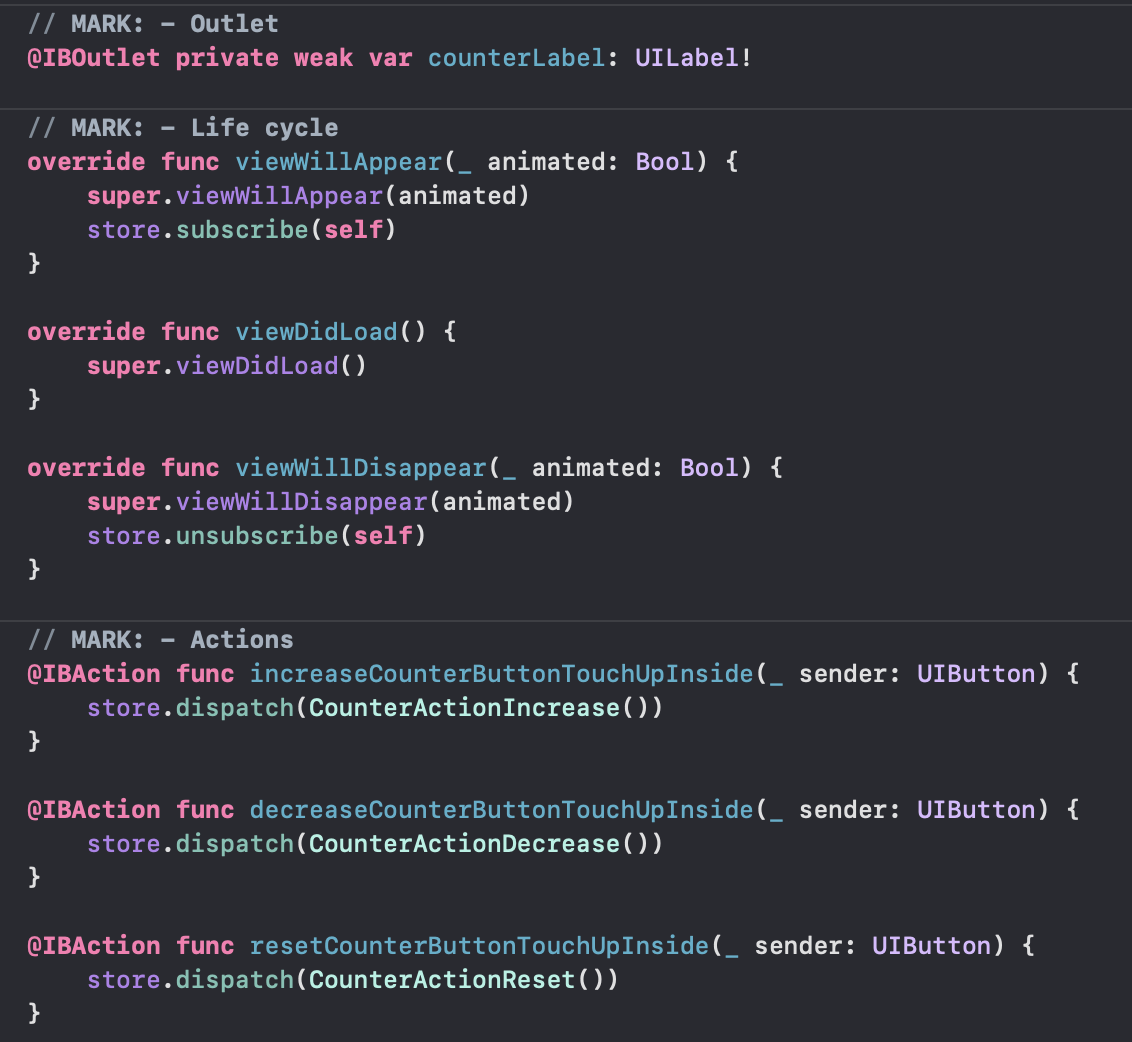 // MARK: - Outlet
@IBOutlet private weak var counterLabel: UILabel!

// MARK: - Life cycle
override func viewWillAppear(_ animated: Bool) {
    super.viewWillAppear(animated)
    store.subscribe(self)
}

override func viewDidLoad() {
    super.viewDidLoad()
}

override func viewWillDisappear(_ animated: Bool) {
    super.viewWillDisappear(animated)
    store.unsubscribe(self)
}

// MARK: - Actions
@IBAction func increaseCounterButtonTouchUpInside(_ sender: UIButton) {
    store.dispatch(CounterActionIncrease())
}

@IBAction func decreaseCounterButtonTouchUpInside(_ sender: UIButton) {
    store.dispatch(CounterActionDecrease())
}

@IBAction func resetCounterButtonTouchUpInside(_ sender: UIButton) {
    store.dispatch(CounterActionReset())
}